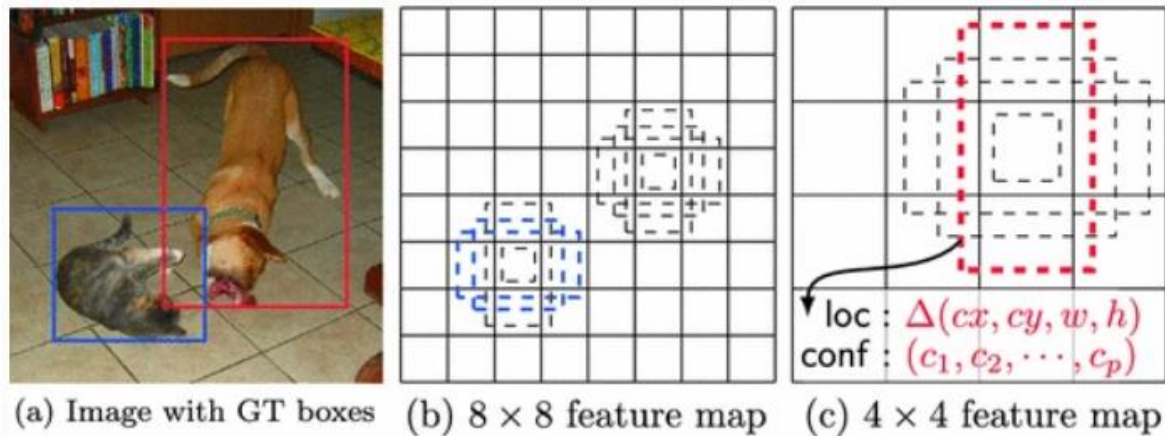 loc : Δ(cx, cy, w, h)
conf : (c₁, c₂, ⋯, cₚ)
(a) Image with GT boxes
(b) 8 × 8 feature map
(c) 4 × 4 feature map